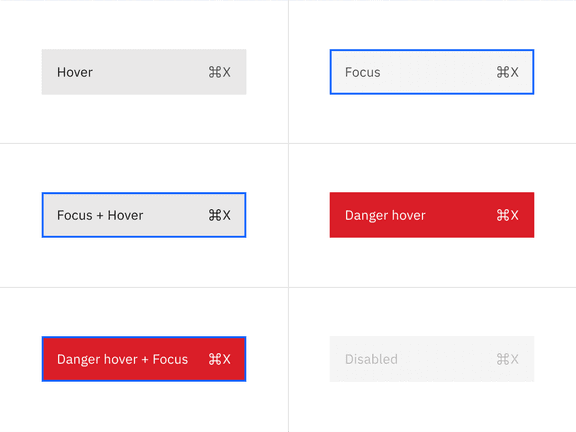 Hover ⌘X
Focus ⌘X
Focus + Hover ⌘X
Danger hover ⌘X
Danger hover + Focus ⌘X
Disabled ⌘X